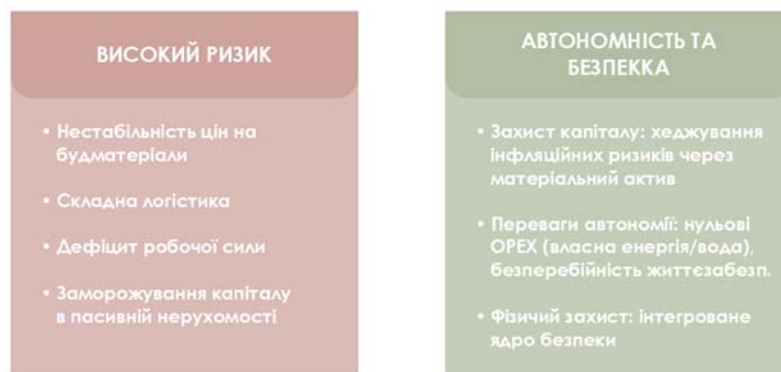 ВИСОКИЙ РИЗИК
• Нестабільність цін на
будматеріали
• Складна логістика
• Дефіцит робочої сили
• Заморожування капіталу
в пасивній нерухомості
АВТОНОМНІСТЬ ТА
БЕЗПЕККА
• Захист капіталу: хеджування
інфляційних ризиків через
матеріальний актив
• Переваги автономії: нульові
OPEX (власна енергія/вода),
безперебійність життєзабезп.
• Фізичий захист: інтегроване
ядро безпеки